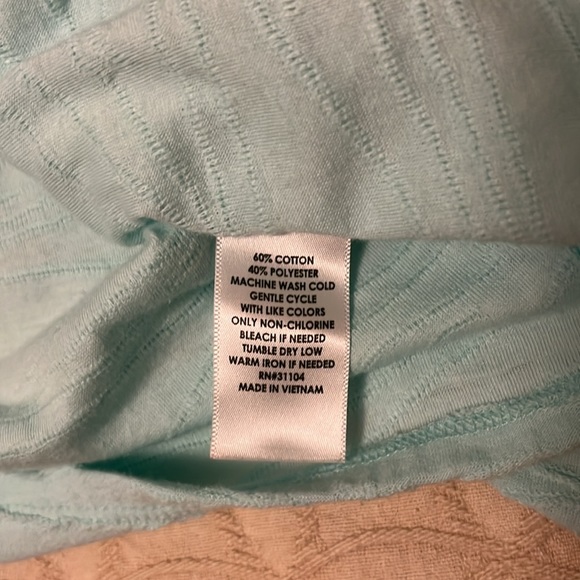 60% COTTON
40% POLYESTER
MACHINE WASH COLD
GENTLE CYCLE
WITH LIKE COLORS
ONLY NON-CHLORINE
BLEACH IF NEEDED
TUMBLE DRY LOW
WARM IRON IF NEEDED
RN#31104
MADE IN VIETNAM